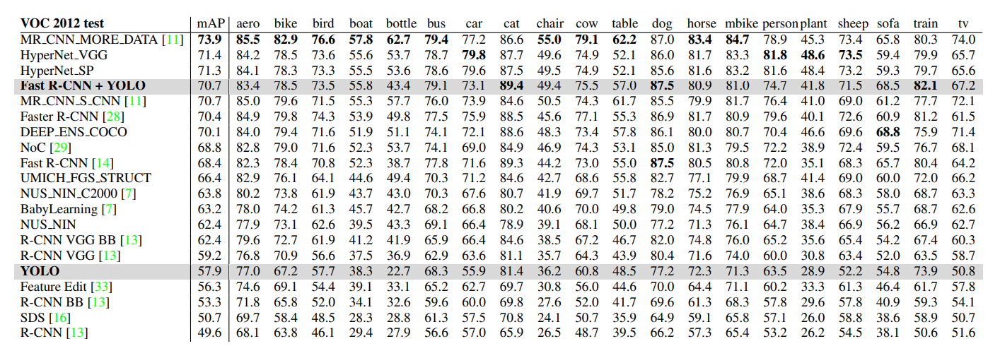 VOC 2012 test mAP aero bike bird boat bottle bus car cat chair cow table dog horse mbike person plant sheep sofa train tv
MR_CNN_MORE_DATA [11] 73.9 85.5 82.9 76.6 57.8 62.7 79.4 77.2 86.6 55.0 79.1 62.2 87.0 83.4 84.7 78.9 45.3 73.4 65.8 80.3 74.0
HyperNet_VGG 71.4 84.2 78.5 73.6 55.6 53.7 78.7 79.8 87.7 49.6 74.9 52.1 86.0 81.7 83.3 81.8 48.6 73.5 59.4 79.9 65.7
HyperNet_SP 71.3 84.1 78.3 73.3 55.5 53.6 78.6 79.6 87.5 49.5 74.9 52.1 85.6 81.6 83.2 81.6 48.4 73.2 59.3 79.7 65.6
Fast R-CNN + YOLO 70.7 83.4 78.5 73.5 55.8 43.4 79.1 73.1 89.4 49.4 75.5 57.0 87.5 80.9 81.0 74.7 41.8 71.5 68.5 82.1 67.2
MR_CNN_S_CNN [11] 70.7 85.0 79.6 71.5 55.3 57.7 76.0 73.9 84.6 50.5 74.3 61.7 85.5 79.9 81.7 76.4 41.0 69.0 61.2 77.7 72.1
Faster R-CNN [28] 70.4 84.9 79.8 74.3 53.9 49.8 77.5 75.9 88.5 45.6 77.1 55.3 86.9 81.7 80.9 79.6 40.1 72.6 60.9 81.2 61.5
DEEP_ENS_COCO 70.1 84.0 79.4 71.6 51.9 51.1 74.1 72.1 88.6 48.3 73.4 57.8 86.1 80.0 80.7 70.4 46.6 69.6 68.8 75.9 71.4
NoC [29] 68.8 82.8 79.0 71.6 52.3 53.7 74.1 69.0 84.9 46.9 74.3 53.1 85.0 81.3 79.5 72.2 38.9 72.4 59.5 76.7 68.1
Fast R-CNN [14] 68.4 82.3 78.4 70.8 52.3 38.7 77.8 71.6 89.3 44.2 73.0 55.0 87.5 80.5 80.8 72.0 35.1 68.3 65.7 80.4 64.2
UMICH_FGS_STRUCT 66.4 82.9 76.1 64.1 44.6 49.4 70.3 71.2 84.6 42.7 68.6 55.8 82.7 77.1 79.9 68.7 41.4 69.0 60.0 72.0 66.2
NUS_NIN_C2000 [7] 63.8 80.2 73.8 61.9 43.7 43.0 70.3 67.6 80.7 41.9 69.7 51.7 78.2 75.2 76.9 65.1 38.6 68.3 58.0 68.7 63.3
BabyLearning [7] 63.2 78.0 74.2 61.3 45.7 42.7 68.2 66.8 80.2 40.6 70.0 49.8 79.0 74.5 77.9 64.0 35.3 67.9 55.7 68.7 62.6
NUS_NIN 62.4 77.9 73.1 62.6 39.5 43.3 69.1 66.4 78.9 39.1 68.1 50.0 77.2 71.3 76.1 64.7 38.4 66.9 56.2 66.9 62.7
R-CNN VGG BB [13] 62.4 79.6 72.7 61.9 41.2 41.9 65.9 66.4 84.6 38.5 67.2 46.7 82.0 74.8 76.0 65.2 35.6 65.4 54.2 67.4 60.3
R-CNN VGG [13] 59.2 76.8 70.9 56.6 37.5 36.9 62.9 63.6 81.1 35.7 64.3 43.9 80.4 71.6 74.0 60.0 30.8 63.4 52.0 63.5 58.7
YOLO 57.9 77.0 67.2 57.7 38.3 22.7 68.3 55.9 81.4 36.2 60.8 48.5 77.2 72.3 71.3 63.5 28.9 52.2 54.8 73.9 50.8
Feature Edit [33] 56.3 74.6 69.1 54.4 39.1 33.1 65.2 62.7 69.7 30.8 56.0 44.6 70.0 64.4 71.1 60.2 33.3 61.3 46.4 61.7 57.8
R-CNN BB [13] 53.3 71.8 65.8 52.0 34.1 32.6 59.6 60.0 69.8 27.6 52.0 41.7 69.6 61.3 68.3 57.8 29.6 57.8 40.9 59.3 54.1
SDS [16] 50.7 69.7 58.4 48.5 28.3 28.8 61.3 57.5 70.8 24.1 50.7 35.9 64.9 59.1 65.8 57.1 26.0 58.8 38.6 58.9 50.7
R-CNN [13] 49.6 68.1 63.8 46.1 29.4 27.9 56.6 57.0 65.9 26.5 48.7 39.5 66.2 57.3 65.4 53.2 26.2 54.5 38.1 50.6 51.6